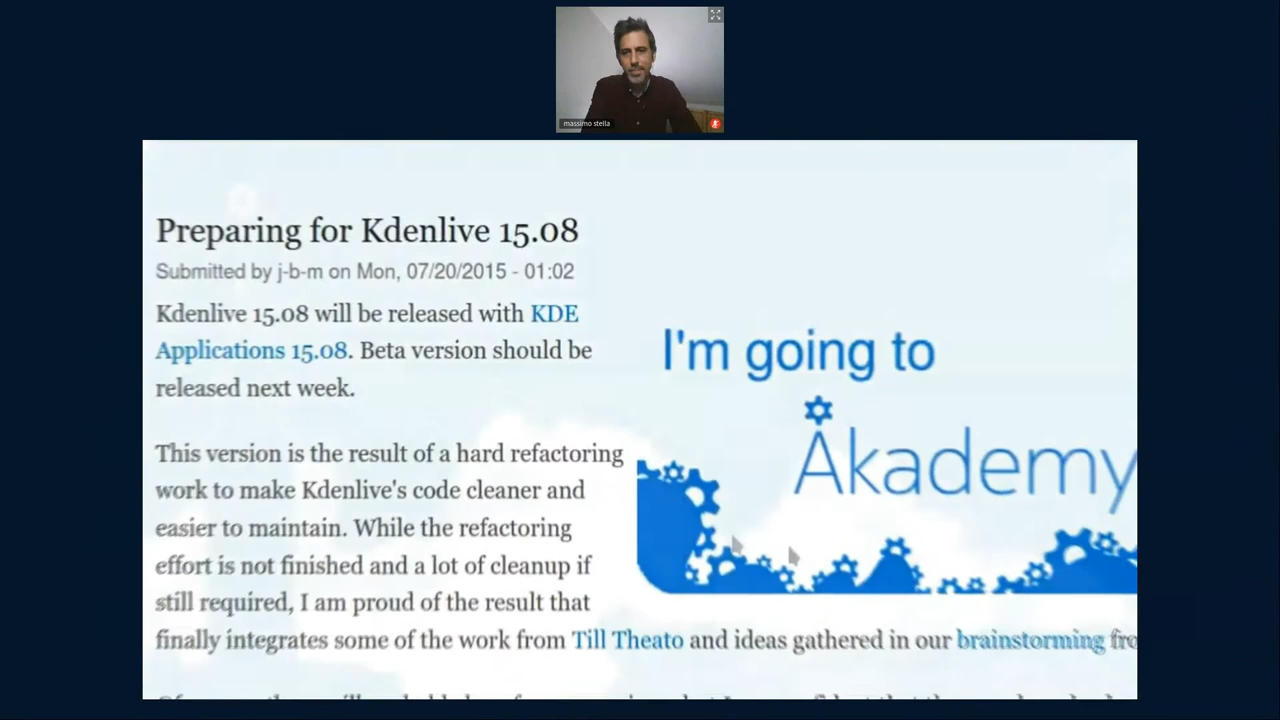 massimo stella
Preparing for Kdenlive 15.08
Submitted by j-b-m on Mon, 07/20/2015 - 01:02
Kdenlive 15.08 will be released with KDE
Applications 15.08. Beta version should be
released next week.
I'm going to
Akademy
This version is the result of a hard refactoring
work to make Kdenlive's code cleaner and
easier to maintain. While the refactoring
effort is not finished and a lot of cleanup if
still required, I am proud of the result that
finally integrates some of the work from Till Theato and ideas gathered in our brainstorming